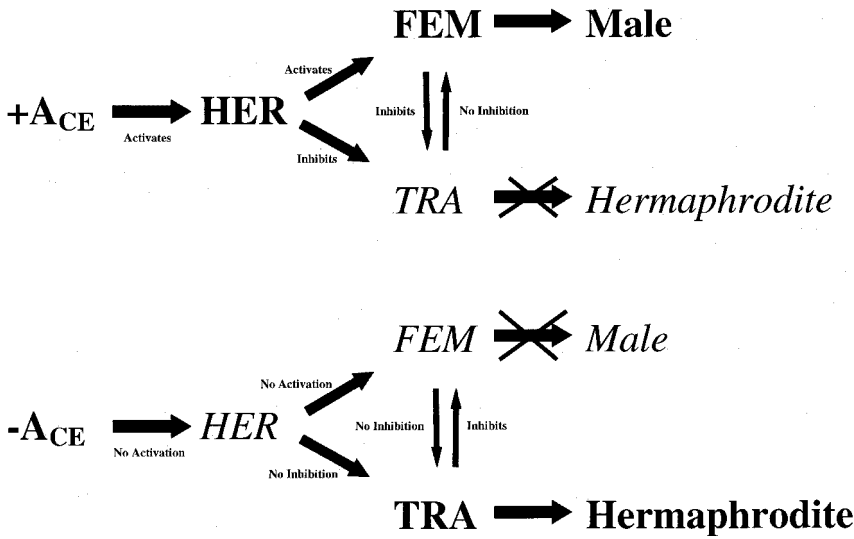 FEM Male
Activates
+ACE HER Inhibits No Inhibition
Activates
Inhibits
TRA Hermaphrodite
FEM Male
No Activation
-ACE HER No Inhibition Inhibits
No Activation
No Inhibition
TRA Hermaphrodite